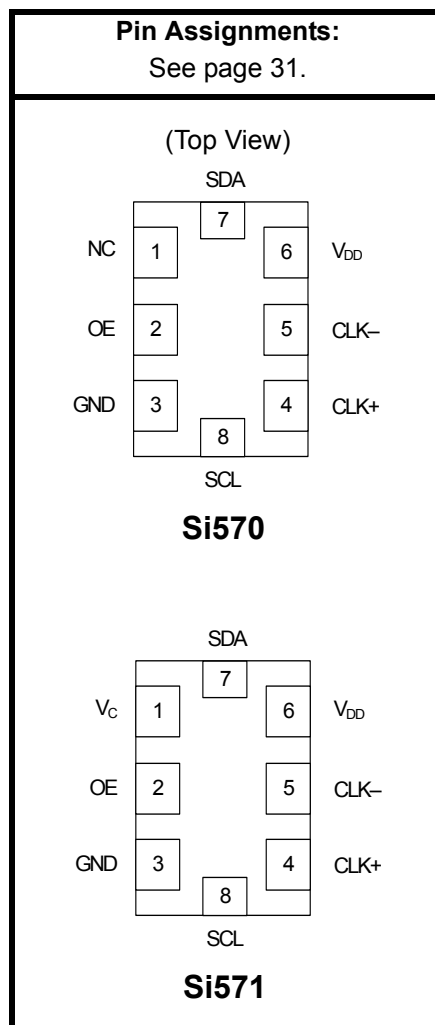 Pin Assignments:
See page 31.
(Top View)
SDA
7
NC 1 6 VDD
OE 2 5 CLK–
GND 3 4 CLK+
8
SCL
Si570
SDA
7
VC 1 6 VDD
OE 2 5 CLK–
GND 3 4 CLK+
8
SCL
Si571